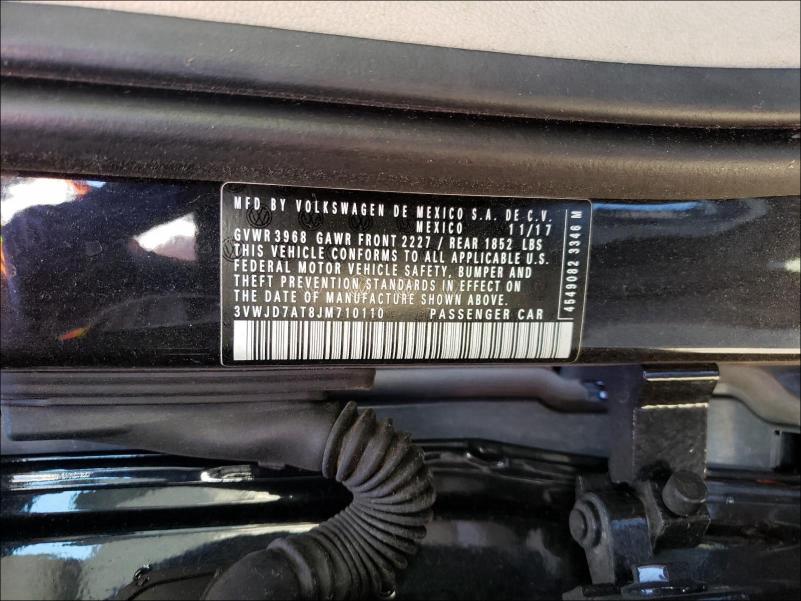 MFD BY VOLKSWAGEN DE MEXICO S.A. DE C.V.
MEXICO 11/17
GVWR 3968 GAWR FRONT 2227 / REAR 1852 LBS
THIS VEHICLE CONFORMS TO ALL APPLICABLE U.S.
FEDERAL MOTOR VEHICLE SAFETY, BUMPER AND
THEFT PREVENTION STANDARDS IN EFFECT ON
DATE OF MANUFACTURE SHOWN ABOVE.
3VWJD7AT8JM710110 PASSENGER CAR
4549082 3346 M